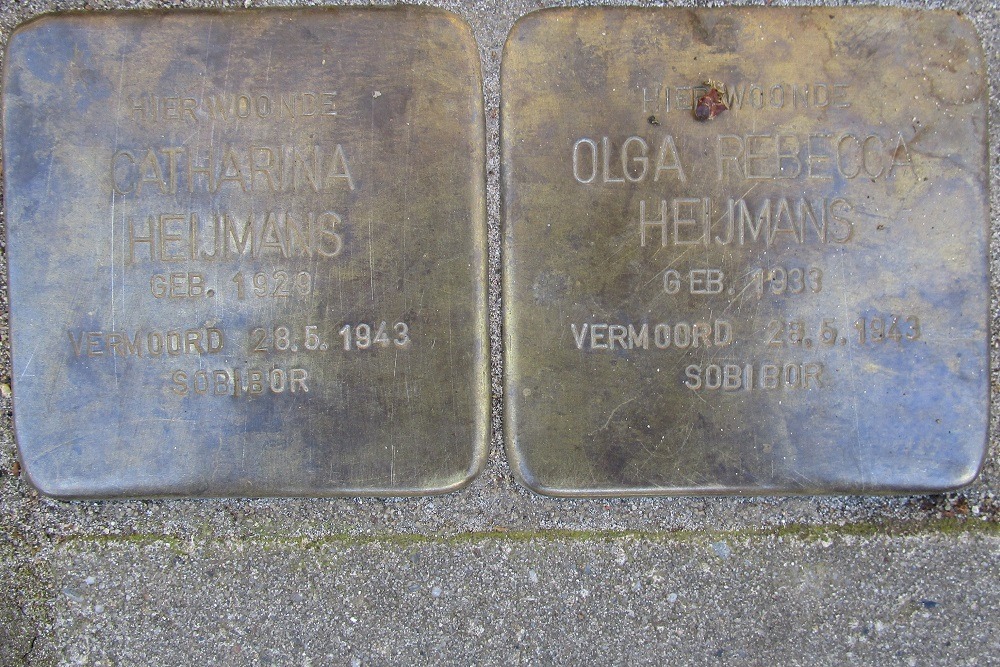 HIER WOONDE
CATHARINA
HEIJMANS
GEB. 1929
VERMOORD 28.5.1943
SOBIBOR
HIER WOONDE
OLGA REBECCA
HEIJMANS
GEB. 1933
VERMOORD 28.5.1943
SOBIBOR